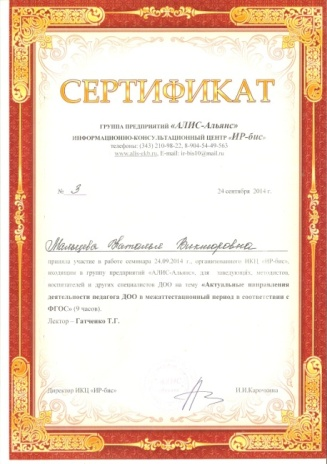 СЕРТИФИКАТ
ГРУППА ПРЕДПРИЯТИЙ «АЛИС-Альянс»
ИНФОРМАЦИОННО-КОНСУЛЬТАЦИОННЫЙ ЦЕНТР «ИР-бис»
телефоны: (343) 210-98-22, 8-904-54-49-563
www.alis-ekb.ru, E-mail: ir-bis10@mail.ru
№ 3 24 сентября 2014 г.
Мальцева Наталья Викторовна
приняла участие в работе семинара 24.09.2014 г., организованного ИКЦ «ИР-бис»,
входящего в группу предприятий «АЛИС-Альянс», для заведующей, методистов,
воспитателей и других специалистов ДОО на тему «Актуальные направления
деятельности педагога ДОО в межаттестационный период в соответствии с
ФГОС» (9 часов).
Лектор – Гатченко Т.Г.
Директор ИКЦ «ИР-бис» Н.Н.Каречкина